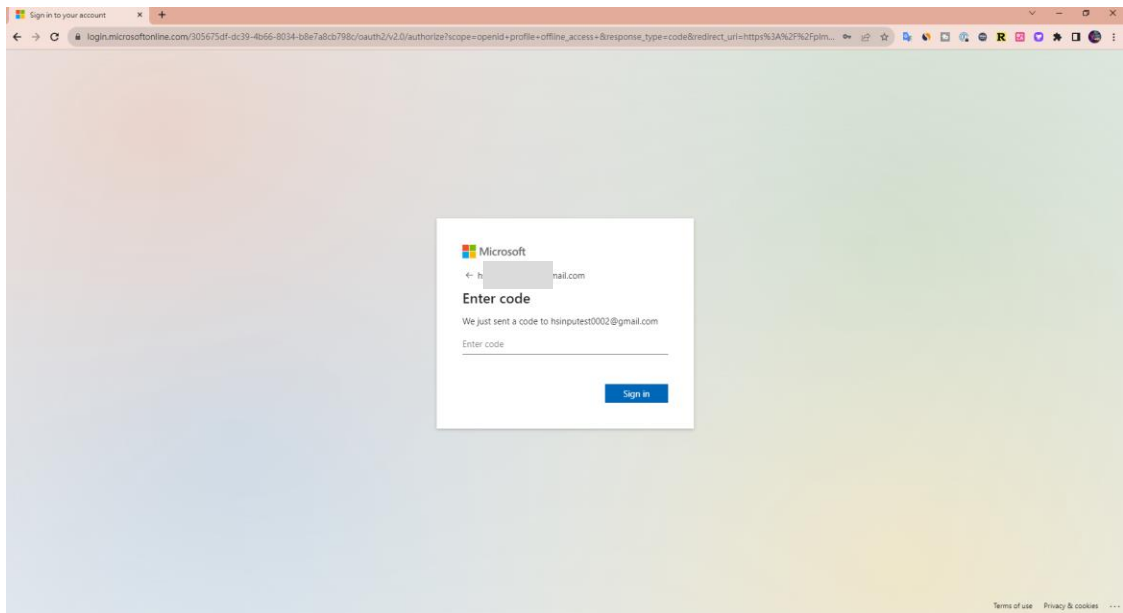 Sign in to your account
login.microsoftonline.com/305675df-dc39-4b66-8034-b8e7a8cb798c/oauth2/v2.0/authorize?scope=openid+profile+offline_access+&response_type=code&redirect_uri=https%3A%2F%2Fpim...
Microsoft
h mail.com
Enter code
We just sent a code to hsinputest0002@gmail.com
Enter code
Sign in
Terms of use Privacy & cookies ...